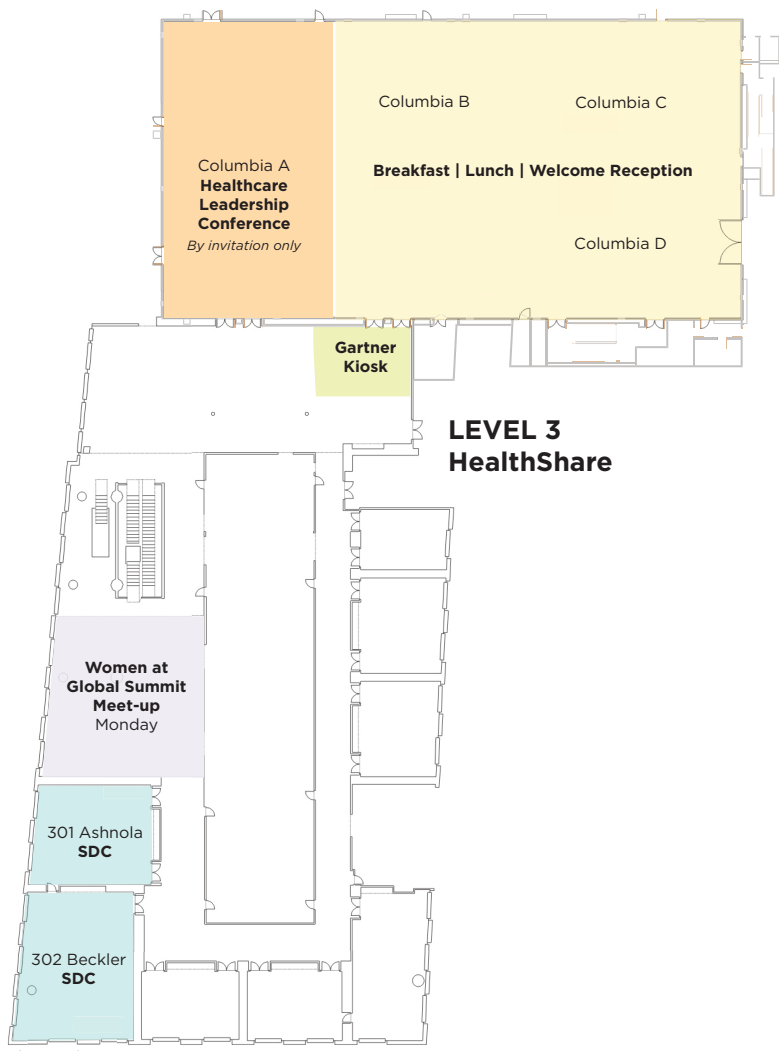 Columbia B
Columbia C
Columbia A
Healthcare
Leadership
Conference
By invitation only
Breakfast | Lunch | Welcome Reception
Columbia D
Gartner
Kiosk
LEVEL 3
HealthShare
Women at
Global Summit
Meet-up
Monday
301 Ashnola
SDC
302 Beckler
SDC